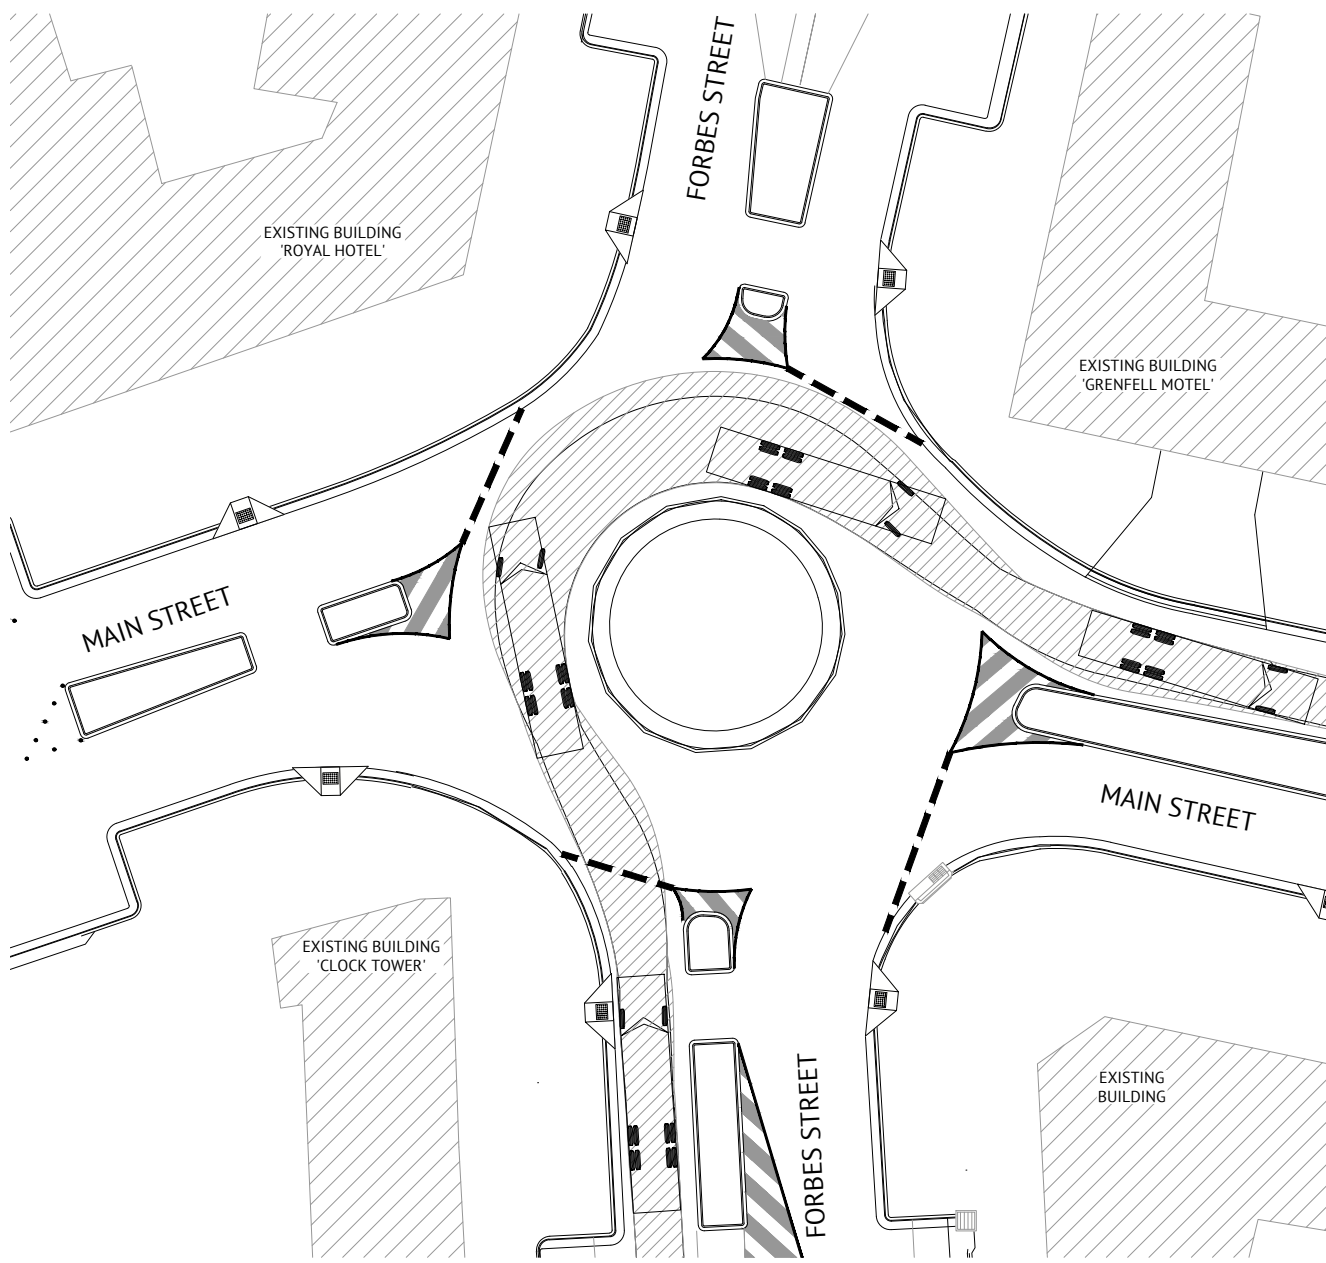 FORBES STREET
EXISTING BUILDING
'ROYAL HOTEL'
EXISTING BUILDING
'GRENFELL MOTEL'
MAIN STREET
MAIN STREET
EXISTING BUILDING
'CLOCK TOWER'
FORBES STREET
EXISTING
BUILDING